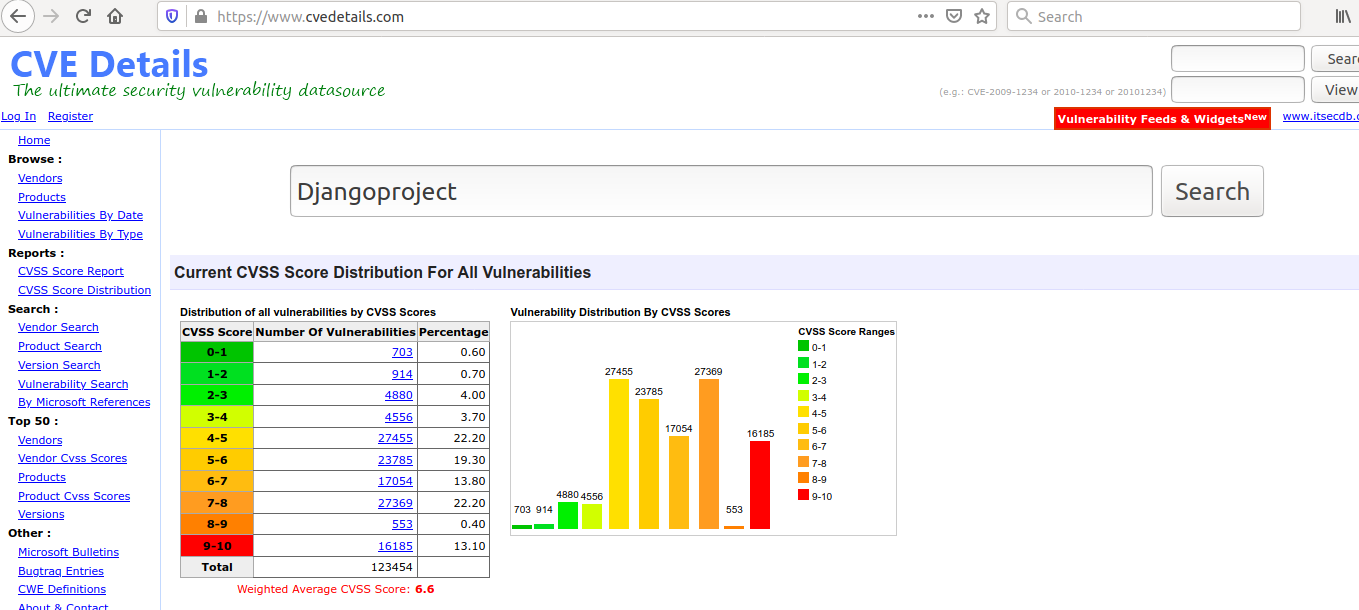 https://www.cvedetails.com
Search
CVE Details
The ultimate security vulnerability datasource
(e.g.: CVE-2009-1234 or 2010-1234 or 20101234)
View
Log In Register
Vulnerability Feeds & WidgetsNew
www.itsecdb.c
Home
Browse :
Vendors
Products
Vulnerabilities By Date
Vulnerabilities By Type
Reports :
CVSS Score Report
CVSS Score Distribution
Search :
Vendor Search
Product Search
Version Search
Vulnerability Search
By Microsoft References
Top 50 :
Vendors
Vendor Cvss Scores
Products
Product Cvss Scores
Versions
Other :
Microsoft Bulletins
Bugtraq Entries
CWE Definitions
About & Contact
Djangoproject
Search
Current CVSS Score Distribution For All Vulnerabilities
Distribution of all vulnerabilities by CVSS Scores
CVSS Score Number Of Vulnerabilities Percentage
0-1 703 0.60
1-2 914 0.70
2-3 4880 4.00
3-4 4556 3.70
4-5 27455 22.20
5-6 23785 19.30
6-7 17054 13.80
7-8 27369 22.20
8-9 553 0.40
9-10 16185 13.10
Total 123454
Weighted Average CVSS Score: 6.6
Vulnerability Distribution By CVSS Scores
703 914 4880 4556 27455 23785 17054 27369 553 16185
CVSS Score Ranges
0-1
1-2
2-3
3-4
4-5
5-6
6-7
7-8
8-9
9-10